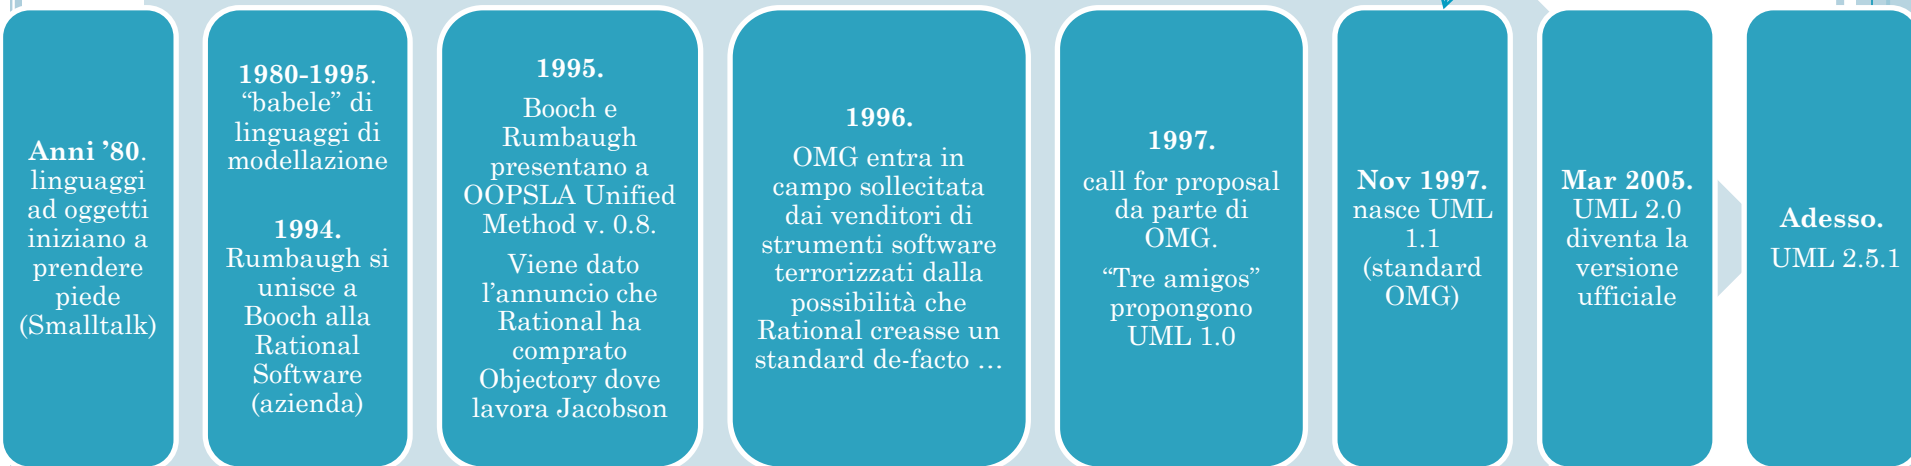 Anni ’80.
linguaggi
ad oggetti
iniziano a
prendere
piede
(Smalltalk)
1980-1995.
“babele” di
linguaggi di
modellazione
1994.
Rumbaugh si
unisce a
Booch alla
Rational
Software
(azienda)
1995.
Booch e
Rumbaugh
presentano a
OOPSLA Unified
Method v. 0.8.
Viene dato
l’annuncio che
Rational ha
comprato
Objectory dove
lavora Jacobson
1996.
OMG entra in
campo sollecitata
dai venditori di
strumenti software
terrorizzati dalla
possibilità che
Rational creasse un
standard de-facto …
1997.
call for proposal
da parte di
OMG.
“Tre amigos”
propongono
UML 1.0
Nov 1997.
nasce UML
1.1
(standard
OMG)
Mar 2005.
UML 2.0
diventa la
versione
ufficiale
Adesso.
UML 2.5.1